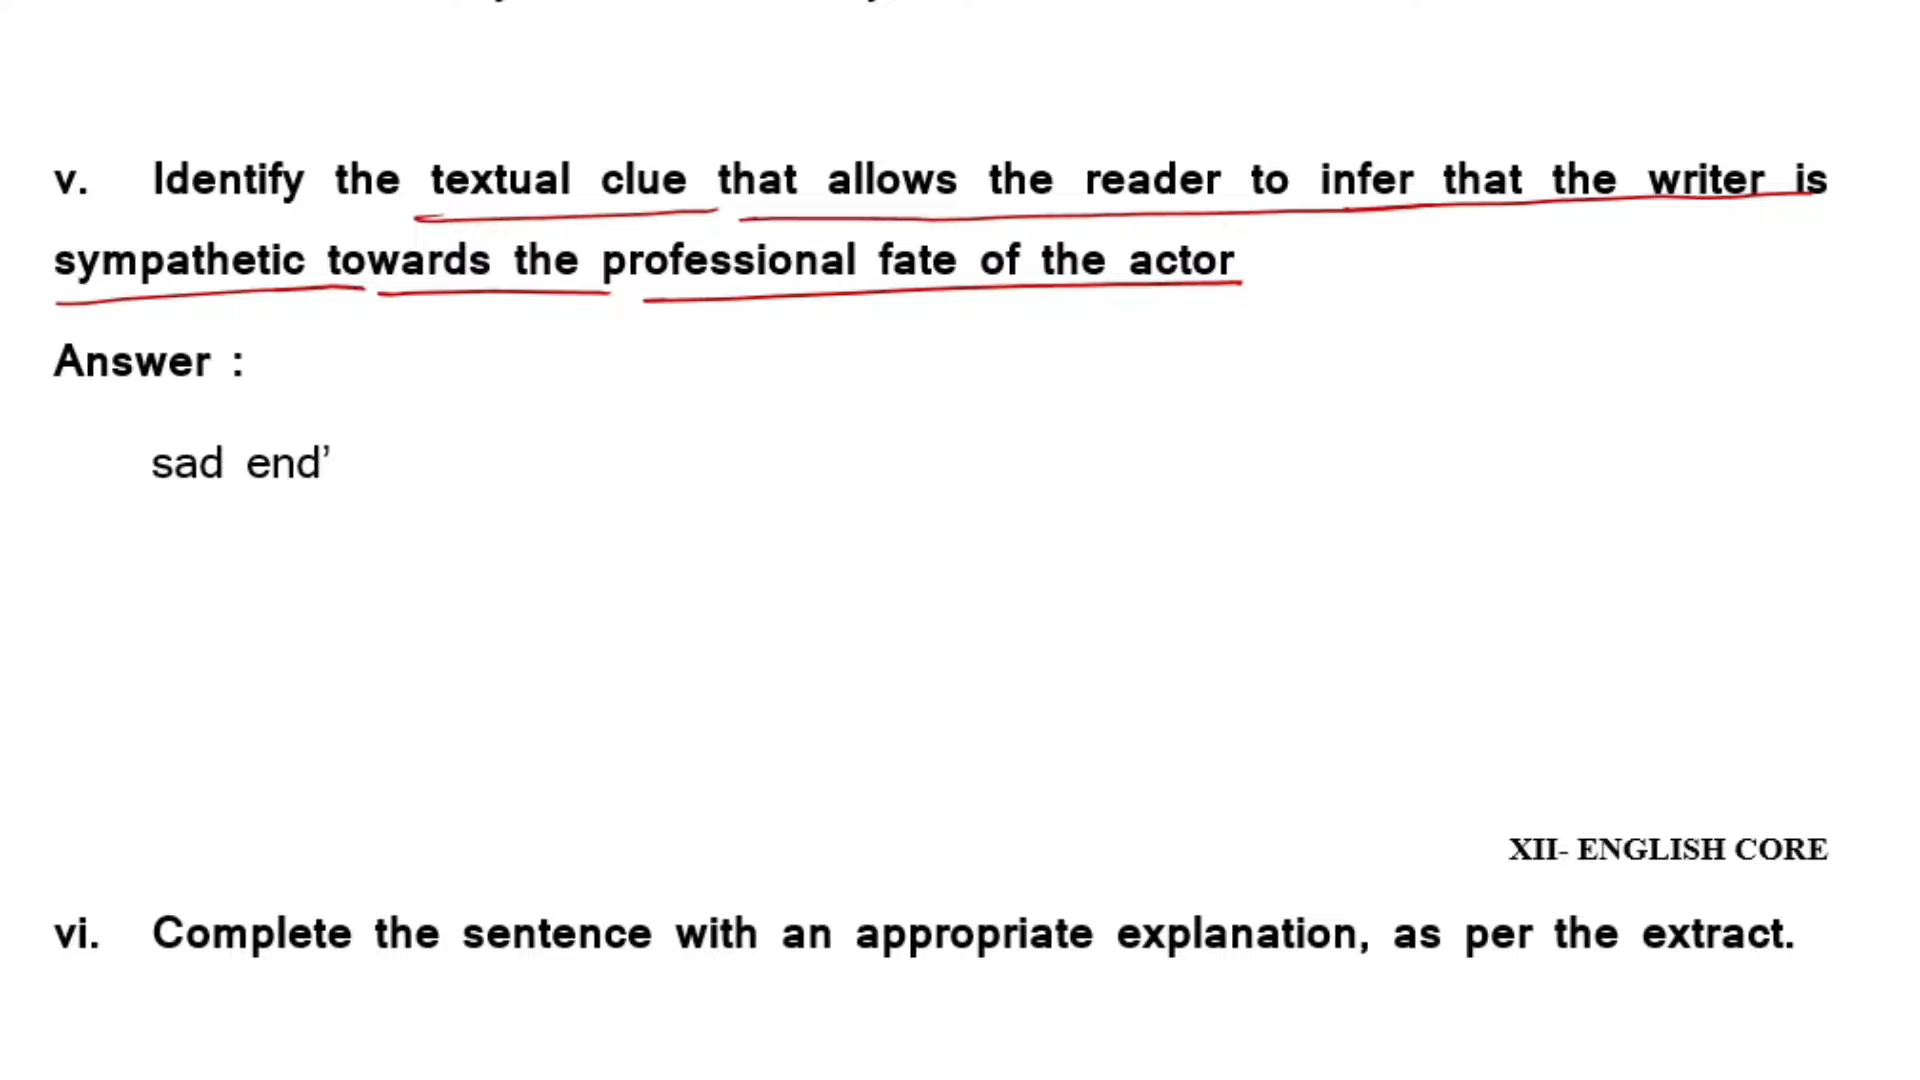 v. Identify the textual clue that allows the reader to infer that the writer is
sympathetic towards the professional fate of the actor
Answer :
sad end’
XII- ENGLISH CORE
vi. Complete the sentence with an appropriate explanation, as per the extract.